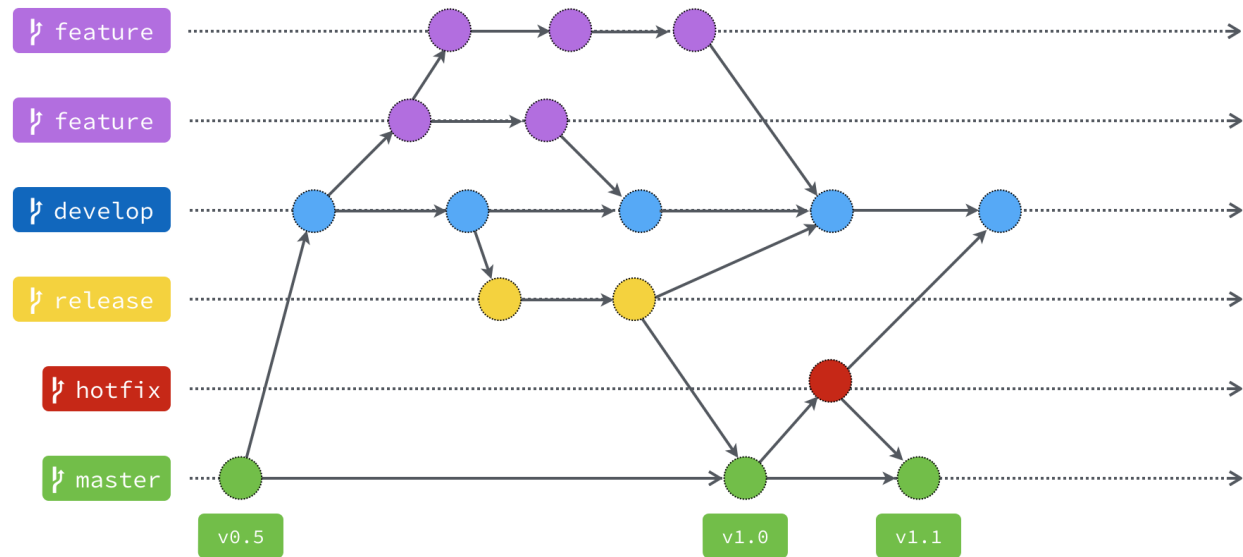 feature
feature
develop
release
hotfix
master
v0.5
v1.0
v1.1